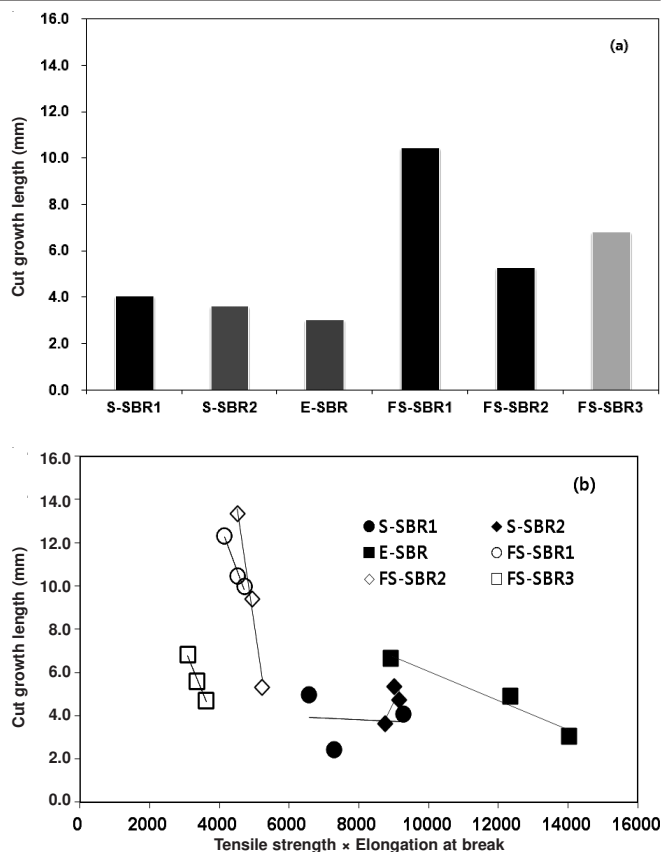 16.0
(a)
14.0
12.0
10.0
8.0
6.0
4.0
2.0
0.0
Cut growth length (mm)
S-SBR1 S-SBR2 E-SBR FS-SBR1 FS-SBR2 FS-SBR3
16.0
(b)
14.0
12.0
10.0
8.0
6.0
4.0
2.0
0.0
Cut growth length (mm)
S-SBR1 S-SBR2
E-SBR FS-SBR1
FS-SBR2 FS-SBR3
0 2000 4000 6000 8000 10000 12000 14000 16000
Tensile strength × Elongation at break